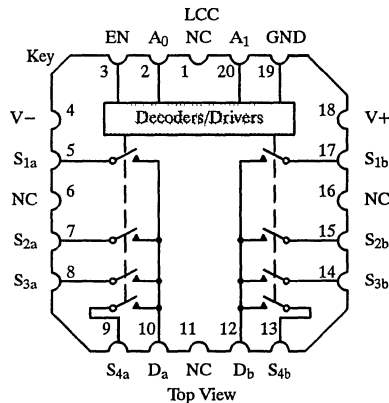 LCC
EN A0 NC A1 GND
Key
3 2 1 20 19
V− 4 18 V+
Decoders/Drivers
S1a 5 17 S1b
NC 6 16 NC
S2a 7 15 S2b
S3a 8 14 S3b
9 10 11 12 13
S4a Da NC Db S4b
Top View